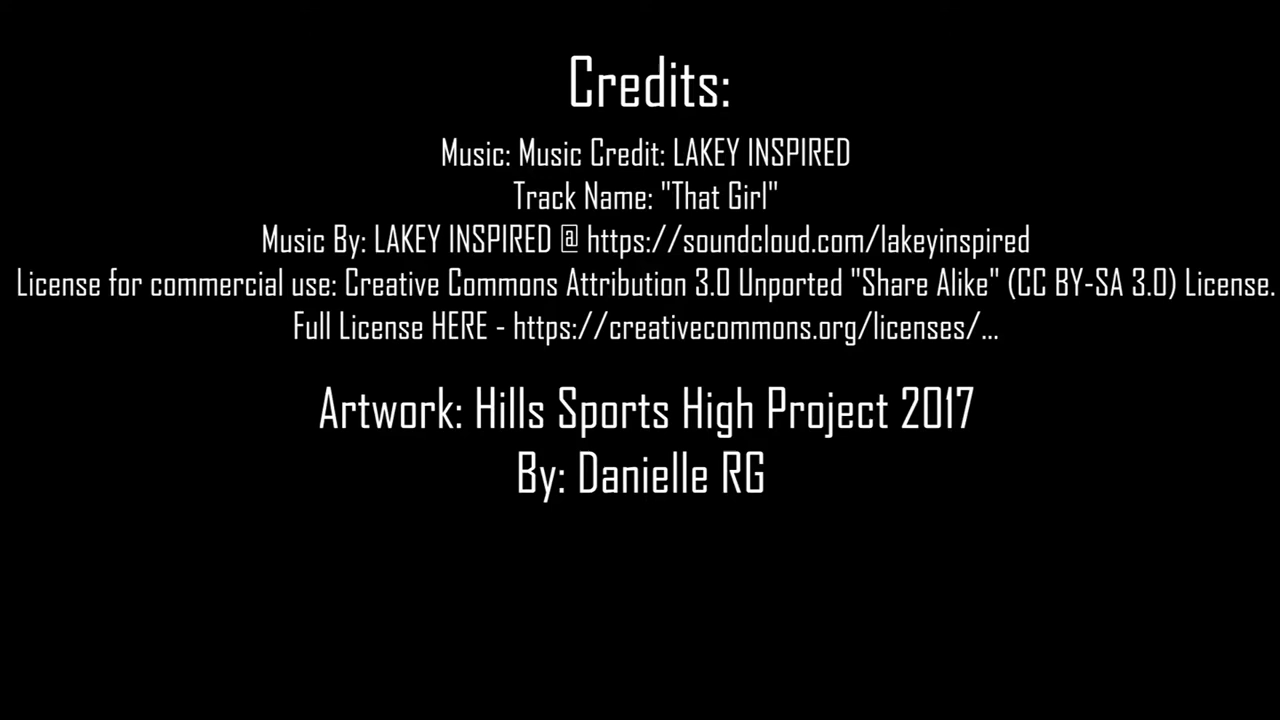 Credits:
Music: Music Credit: LAKEY INSPIRED
Track Name: "That Girl"
Music By: LAKEY INSPIRED @ https://soundcloud.com/lakeyinspired
License for commercial use: Creative Commons Attribution 3.0 Unported "Share Alike" (CC BY-SA 3.0) License.
Full License HERE - https://creativecommons.org/licenses/...
Artwork: Hills Sports High Project 2017
By: Danielle RG